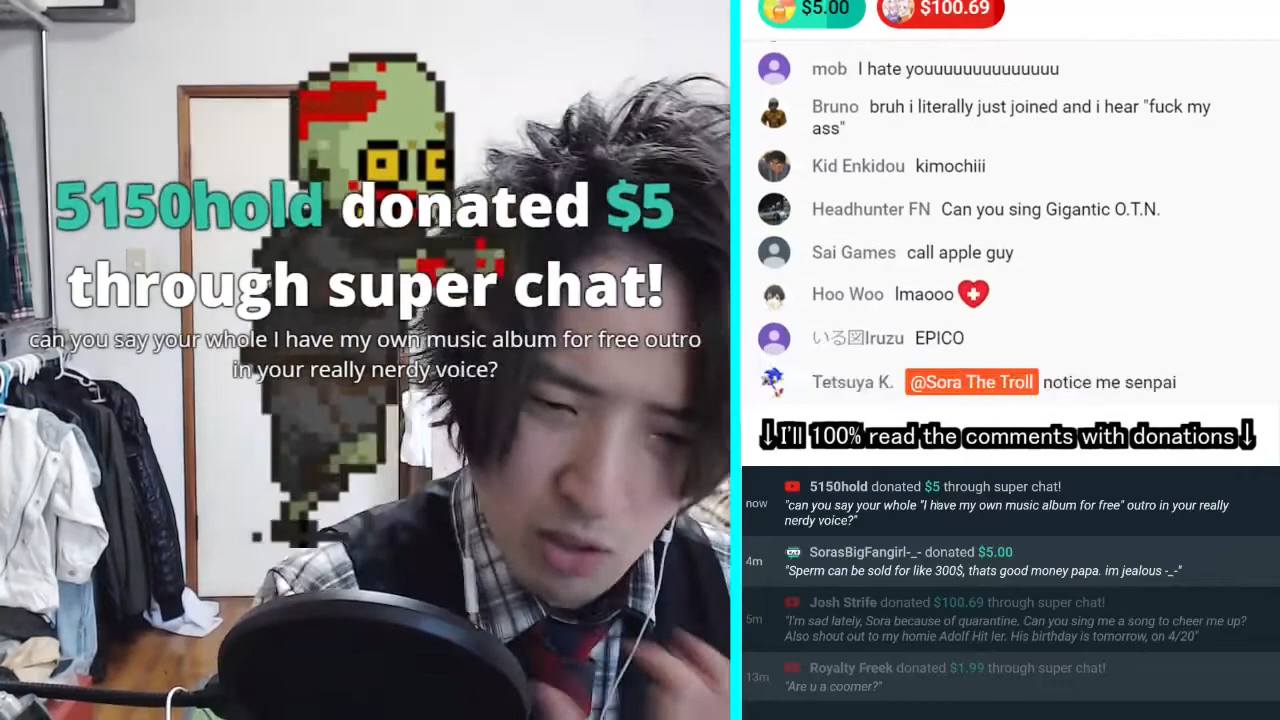 5150hold donated $5
through super chat!
can you say your whole I have my own music album for free outro
in your really nerdy voice?
$5.00 $100.69
mob I hate youuuuuuuuuuuuuu
Bruno bruh i literally just joined and i hear "fuck my
ass"
Kid Enkidou kimochiii
Headhunter FN Can you sing Gigantic O.T.N.
Sai Games call apple guy
Hoo Woo lmaooo
いる図Iruzu EPICO
Tetsuya K. @Sora The Troll notice me senpai
↓I'll 100% read the comments with donations↓
5150hold donated $5 through super chat!
now
"can you say your whole "I have my own music album for free" outro in your really
nerdy voice?"
SorasBigFangirl-_- donated $5.00
4m
"Sperm can be sold for like 300$, thats good money papa. im jealous -_-"
Josh Strife donated $100.69 through super chat!
5m
"I'm sad lately, Sora because of quarantine. Can you sing me a song to cheer me up?
Also shout out to my homie Adolf Hit ler. His birthday is tomorrow, on 4/20"
Royalty Freek donated $1.99 through super chat!
13m
"Are u a coomer?"